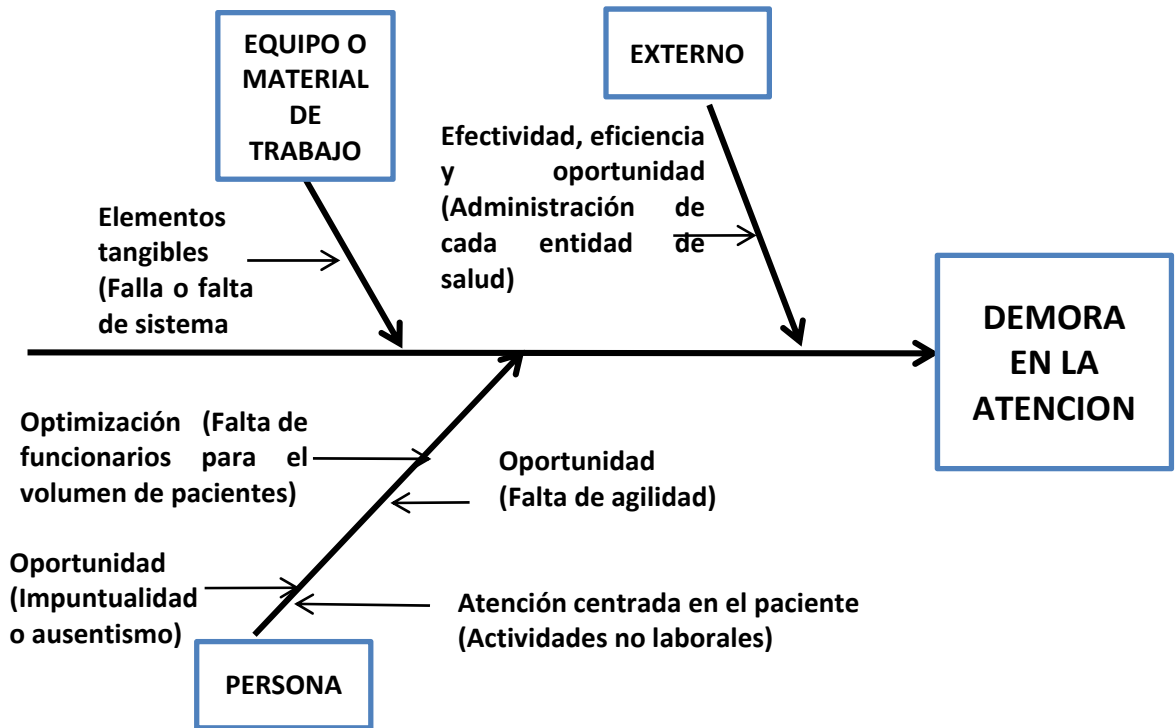 EQUIPO O
MATERIAL
DE
TRABAJO
EXTERNO
Efectividad, eficiencia
y oportunidad
(Administración de
cada entidad de
salud)
Elementos
tangibles
(Falla o falta
de sistema
DEMORA
EN LA
ATENCION
Optimización (Falta de
funcionarios para el
volumen de pacientes)
Oportunidad
(Falta de agilidad)
Oportunidad
(Impuntualidad
o ausentismo)
Atención centrada en el paciente
(Actividades no laborales)
PERSONA